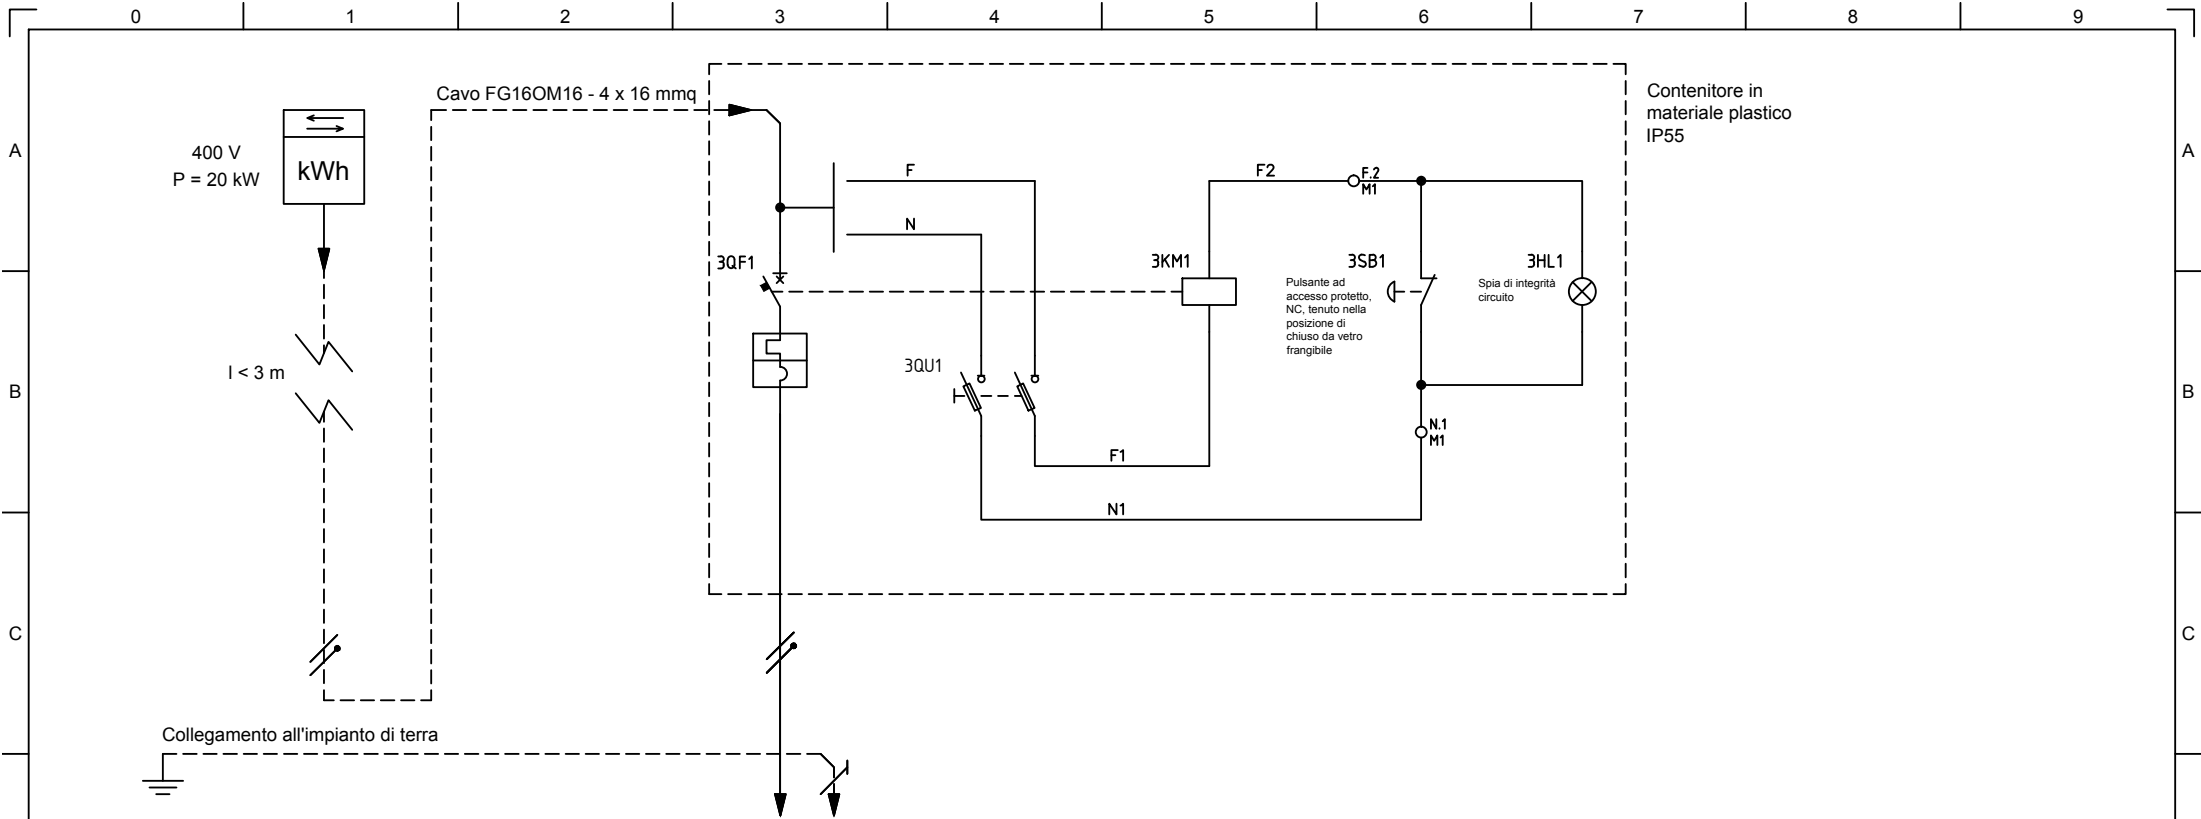 0 1 2 3 4 5 6 7 8 9
Cavo FG16OM16 - 4 x 16 mmq
Contenitore in
materiale plastico
IP55
A
400 V
P = 20 kW
kWh
F
F2
F.2
M1
A
N
3QF1
3KM1
3SB1
3HL1
Pulsante ad
accesso protetto,
NC, tenuto nella
posizione di
chiuso da vetro
frangibile
Spia di integrità
circuito
l < 3 m
3QU1
B
B
N.1
M1
F1
N1
C
C
Collegamento all'impianto di terra